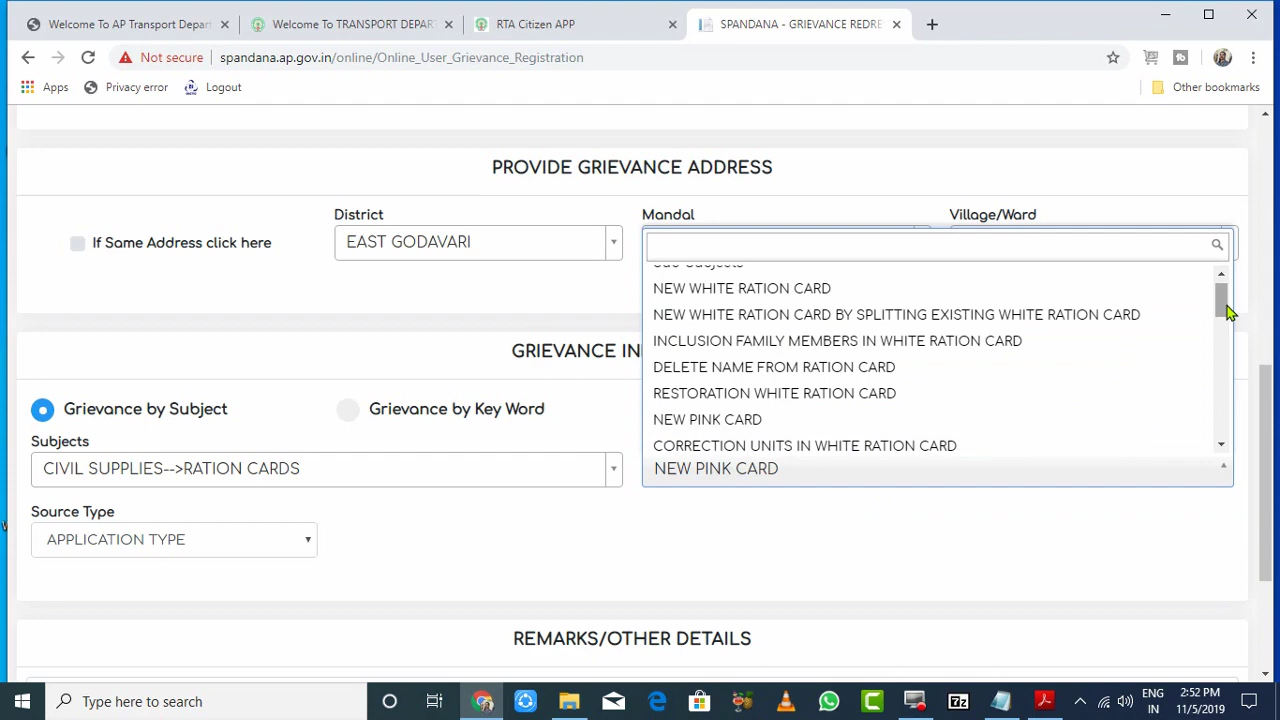 Welcome To AP Transport Depart
Welcome To TRANSPORT DEPART
RTA Citizen APP
SPANDANA - GRIEVANCE REDRE
Not secure
spandana.ap.gov.in/online/Online_User_Grievance_Registration
Apps
Privacy error
Logout
Other bookmarks
PROVIDE GRIEVANCE ADDRESS
If Same Address click here
District
Mandal
Village/Ward
EAST GODAVARI
Sub-Subjects
NEW WHITE RATION CARD
NEW WHITE RATION CARD BY SPLITTING EXISTING WHITE RATION CARD
INCLUSION FAMILY MEMBERS IN WHITE RATION CARD
DELETE NAME FROM RATION CARD
RESTORATION WHITE RATION CARD
NEW PINK CARD
CORRECTION UNITS IN WHITE RATION CARD
NEW PINK CARD
GRIEVANCE IN
Grievance by Subject
Grievance by Key Word
Subjects
CIVIL SUPPLIES-->RATION CARDS
Source Type
APPLICATION TYPE
REMARKS/OTHER DETAILS
Type here to search
7z
ENG
IN
2:52 PM
11/5/2019